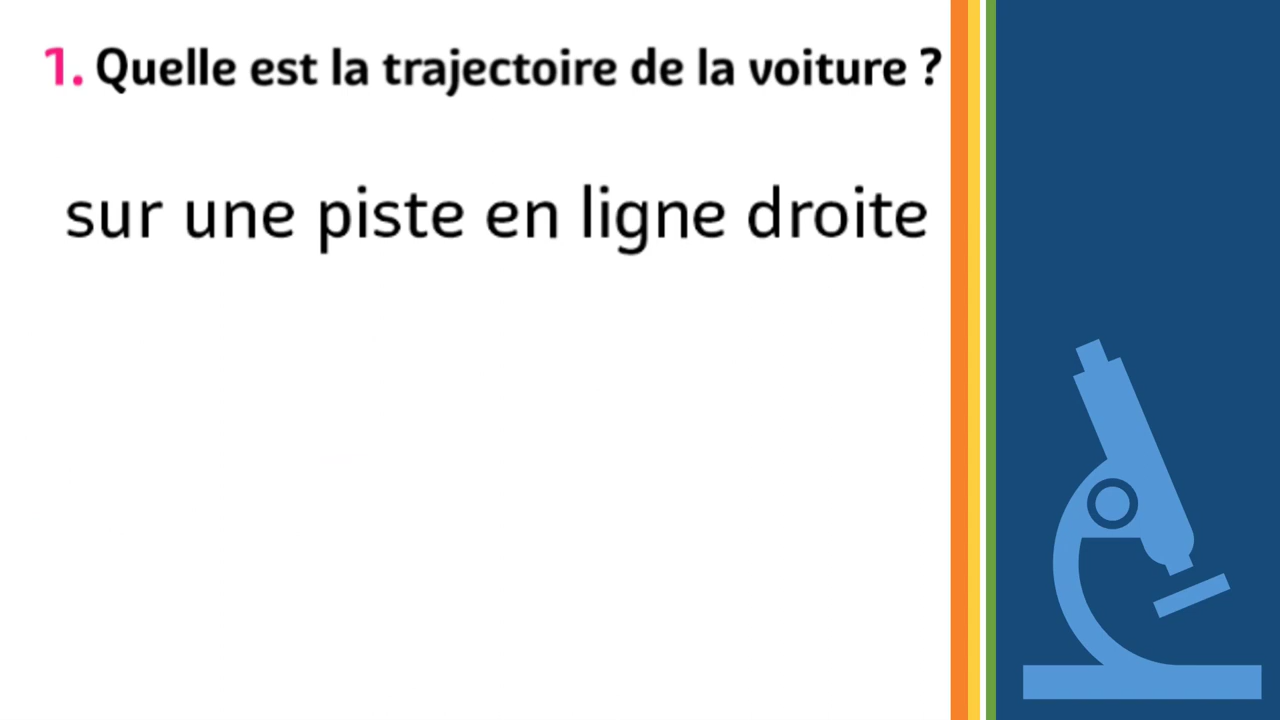 1. Quelle est la trajectoire de la voiture ?
sur une piste en ligne droite